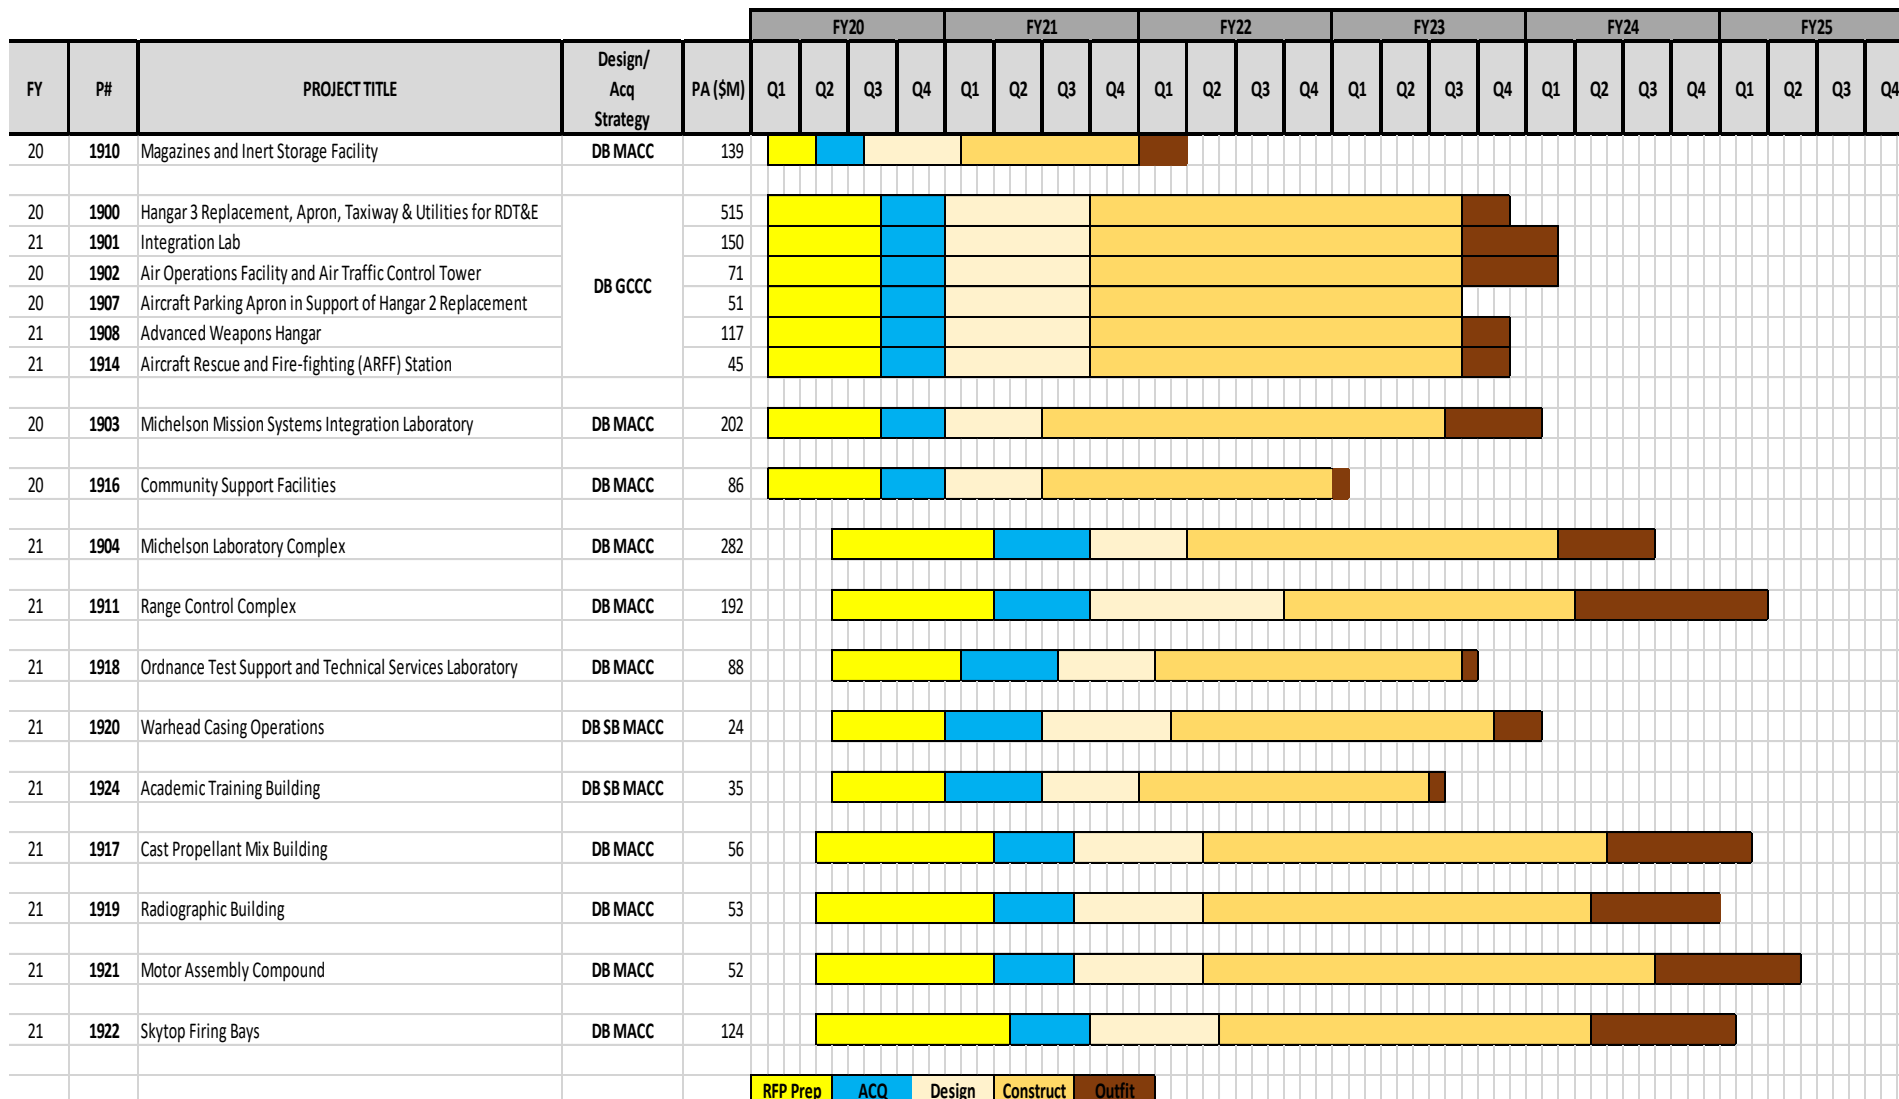 FY20 FY21 FY22 FY23 FY24 FY25
FY P# PROJECT TITLE Design/ Acq Strategy PA ($M) Q1 Q2 Q3 Q4 Q1 Q2 Q3 Q4 Q1 Q2 Q3 Q4 Q1 Q2 Q3 Q4 Q1 Q2 Q3 Q4 Q1 Q2 Q3 Q4
20 1910 Magazines and Inert Storage Facility DB MACC 139
20 1900 Hangar 3 Replacement, Apron, Taxiway & Utilities for RDT&E 515
21 1901 Integration Lab 150
20 1902 Air Operations Facility and Air Traffic Control Tower 71
DB GCCC
20 1907 Aircraft Parking Apron in Support of Hangar 2 Replacement 51
21 1908 Advanced Weapons Hangar 117
21 1914 Aircraft Rescue and Fire-fighting (ARFF) Station 45
20 1903 Michelson Mission Systems Integration Laboratory DB MACC 202
20 1916 Community Support Facilities DB MACC 86
21 1904 Michelson Laboratory Complex DB MACC 282
21 1911 Range Control Complex DB MACC 192
21 1918 Ordnance Test Support and Technical Services Laboratory DB MACC 88
21 1920 Warhead Casing Operations DB SB MACC 24
21 1924 Academic Training Building DB SB MACC 35
21 1917 Cast Propellant Mix Building DB MACC 56
21 1919 Radiographic Building DB MACC 53
21 1921 Motor Assembly Compound DB MACC 52
21 1922 Skytop Firing Bays DB MACC 124
RFP Prep ACQ Design Construct Outfit